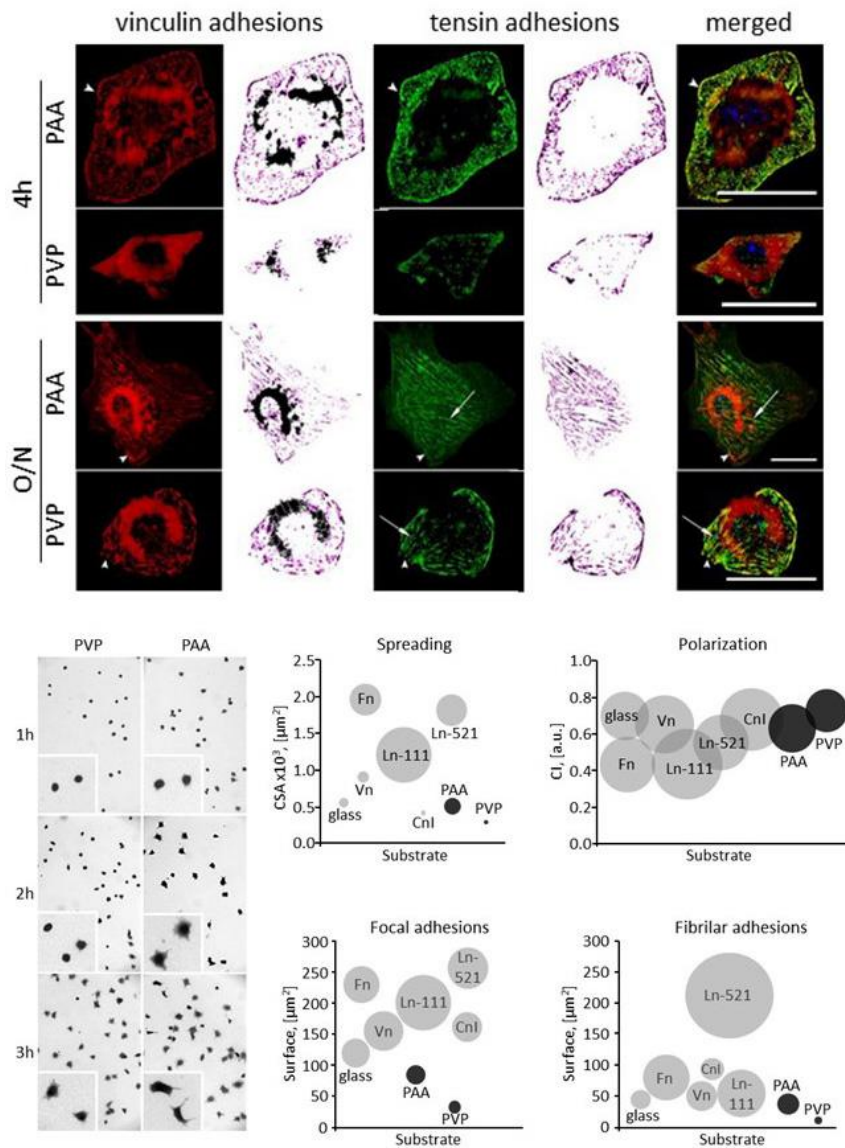 vinculin adhesions tensin adhesions merged
4h
PAA
PVP
O/N
PAA
PVP
PVP PAA
1h
2h
3h
Spreading
CSA x10³, [µm²]
2.5
2.0
1.5
1.0
0.5
0.0
Fn
Ln-521
Ln-111
Vn
glass
PAA
CnI
PVP
Substrate
Polarization
CI, [a.u.]
1.0
0.8
0.6
0.4
0.2
0.0
glass
Vn
CnI
Fn
Ln-111
Ln-521
PAA
PVP
Substrate
Focal adhesions
Surface, [µm²]
300
250
200
150
100
50
0
Fn
Ln-
521
Ln-111
Vn
CnI
glass
PAA
PVP
Substrate
Fibrilar adhesions
Surface, [µm²]
300
250
200
150
100
50
0
Ln-521
Fn
CnI
glass
Vn
Ln-
111
PAA
PVP
Substrate